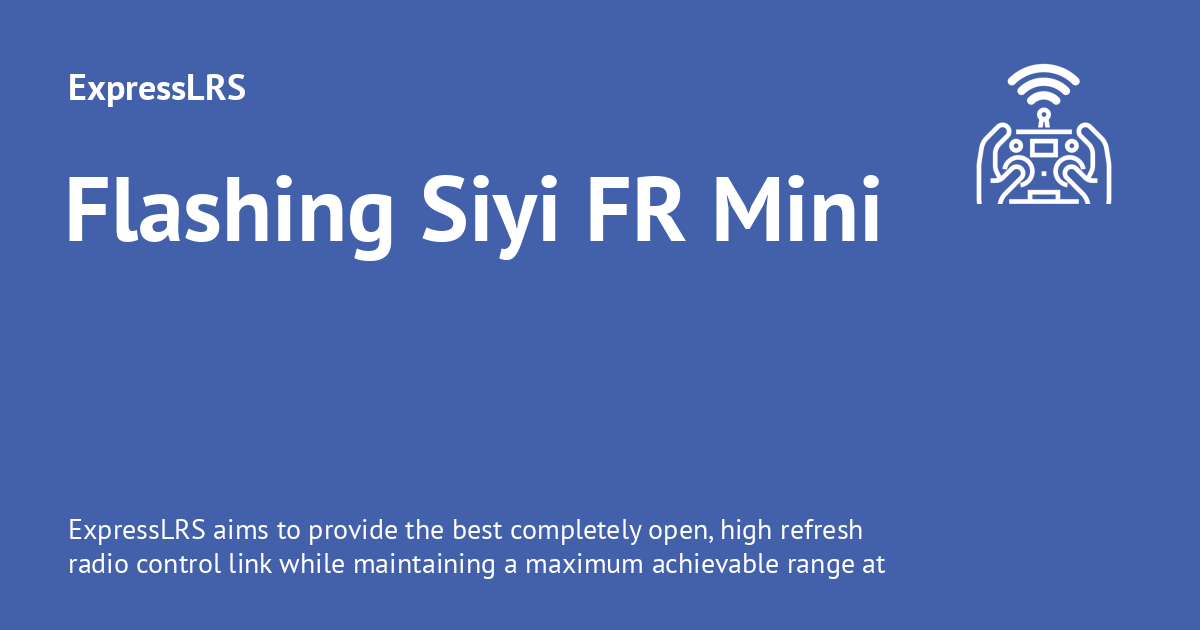 ExpressLRS
Flashing Siyi FR Mini
ExpressLRS aims to provide the best completely open, high refresh
radio control link while maintaining a maximum achievable range at